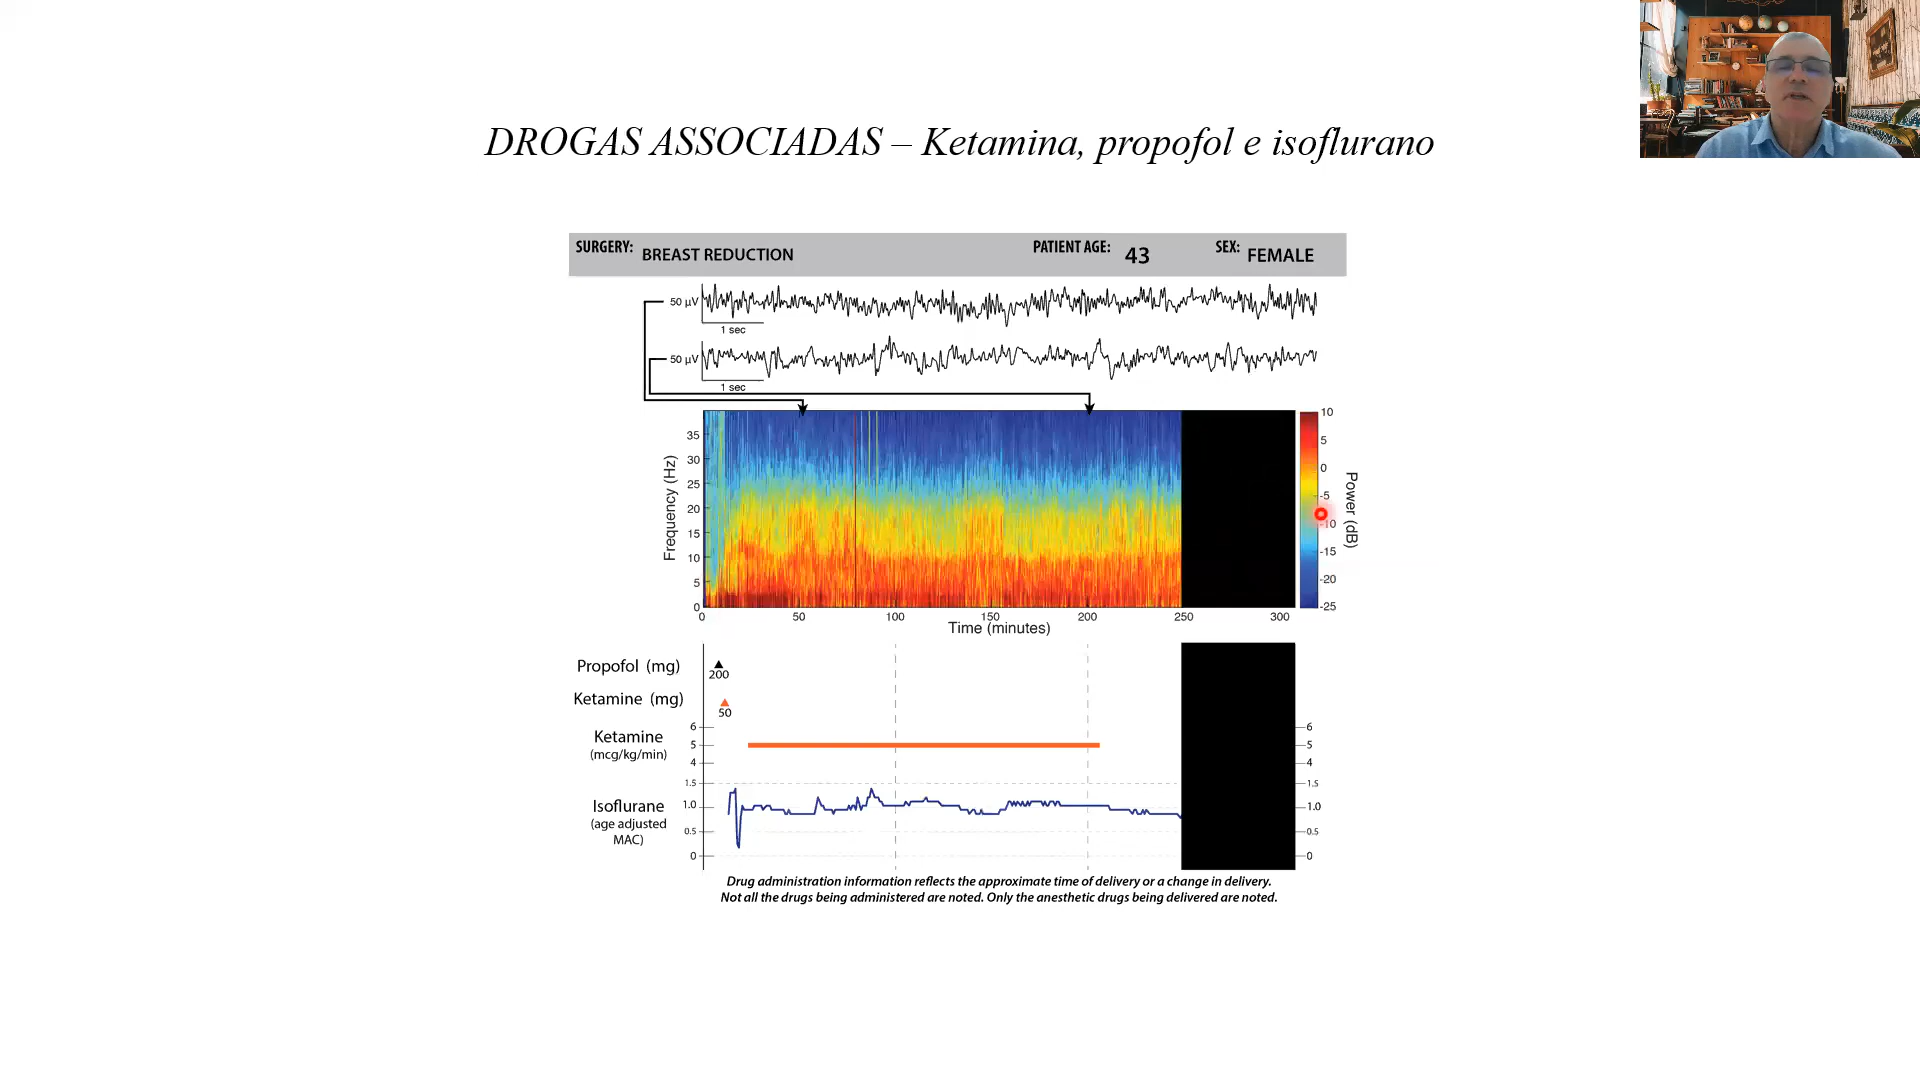 DROGAS ASSOCIADAS – Ketamina, propofol e isoflurano
SURGERY: BREAST REDUCTION PATIENT AGE: 43 SEX: FEMALE
50 µV
1 sec
50 µV
1 sec
Frequency (Hz)
35
30
25
20
15
10
5
0
0 50 100 150 200 250 300
Time (minutes)
10
5
0
-5
-10
-15
-20
-25
Power (dB)
Propofol (mg)
200
Ketamine (mg)
50
Ketamine
(mcg/kg/min)
6
5
4
6
5
4
Isoflurane
(age adjusted
MAC)
1.5
1.0
0.5
0
1.5
1.0
0.5
0
Drug administration information reflects the approximate time of delivery or a change in delivery.
Not all the drugs being administered are noted. Only the anesthetic drugs being delivered are noted.